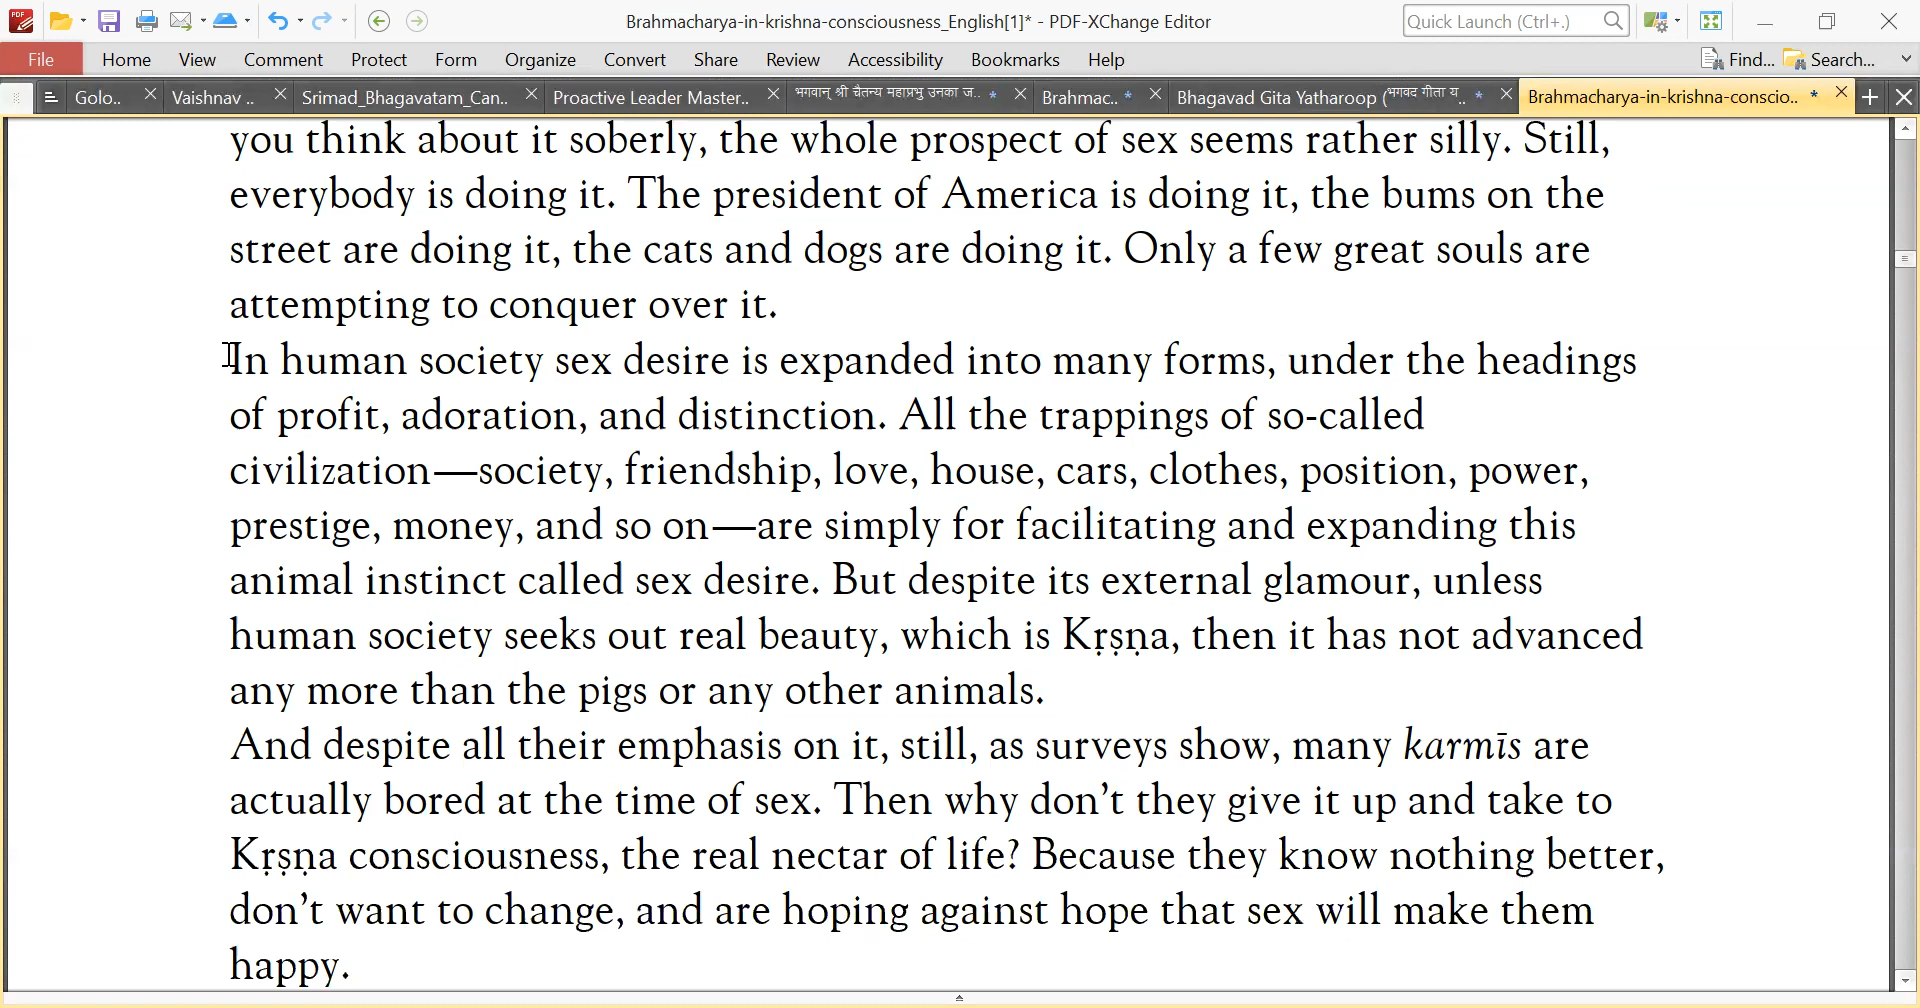 Brahmacharya-in-krishna-consciousness_English[1]* - PDF-XChange Editor
Quick Launch (Ctrl+.)
File Home View Comment Protect Form Organize Convert Share Review Accessibility Bookmarks Help
Find... Search...
Golo.. Vaishnav .. Srimad_Bhagavatam_Can.. Proactive Leader Master.. भगवान् श्री चैतन्य महाप्रभु उनका ज.. * Brahmac.. * Bhagavad Gita Yatharoop (भगवद गीता य.. * Brahmacharya-in-krishna-conscio.. *
you think about it soberly, the whole prospect of sex seems rather silly. Still,
everybody is doing it. The president of America is doing it, the bums on the
street are doing it, the cats and dogs are doing it. Only a few great souls are
attempting to conquer over it.
In human society sex desire is expanded into many forms, under the headings
of profit, adoration, and distinction. All the trappings of so-called
civilization—society, friendship, love, house, cars, clothes, position, power,
prestige, money, and so on—are simply for facilitating and expanding this
animal instinct called sex desire. But despite its external glamour, unless
human society seeks out real beauty, which is Kṛṣṇa, then it has not advanced
any more than the pigs or any other animals.
And despite all their emphasis on it, still, as surveys show, many karmīs are
actually bored at the time of sex. Then why don’t they give it up and take to
Kṛṣṇa consciousness, the real nectar of life? Because they know nothing better,
don’t want to change, and are hoping against hope that sex will make them
happy.